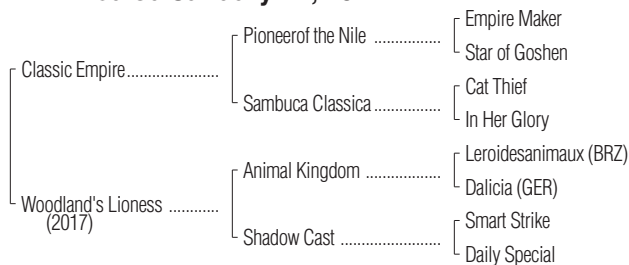 Empire Maker
Pioneerof the Nile ................
Star of Goshen
Classic Empire......................
Cat Thief
Sambuca Classica ................
In Her Glory
Leroidesanimaux (BRZ)
Animal Kingdom ..................
Dalicia (GER)
Woodland's Lioness ............
(2017)
Smart Strike
Shadow Cast ........................
Daily Special